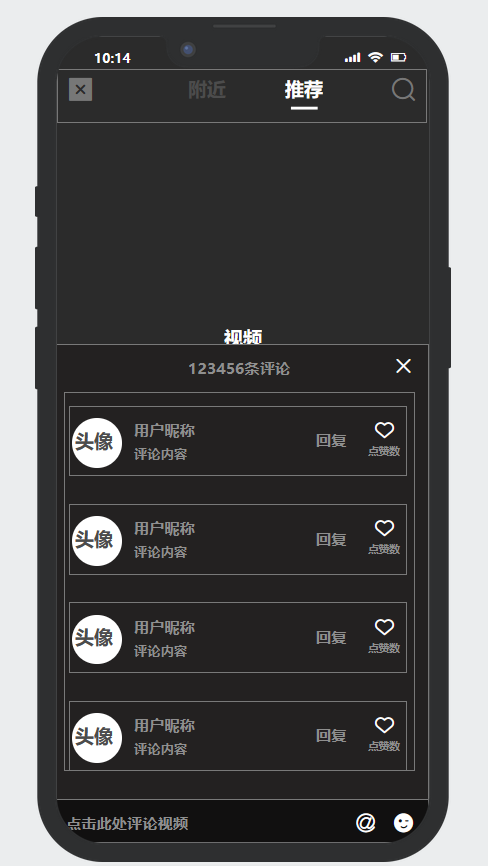 10:14
附近 推荐
视频
123456条评论
头像 用户昵称 回复
评论内容 点赞数
头像 用户昵称 回复
评论内容 点赞数
头像 用户昵称 回复
评论内容 点赞数
头像 用户昵称 回复
评论内容 点赞数
点击此处评论视频 @